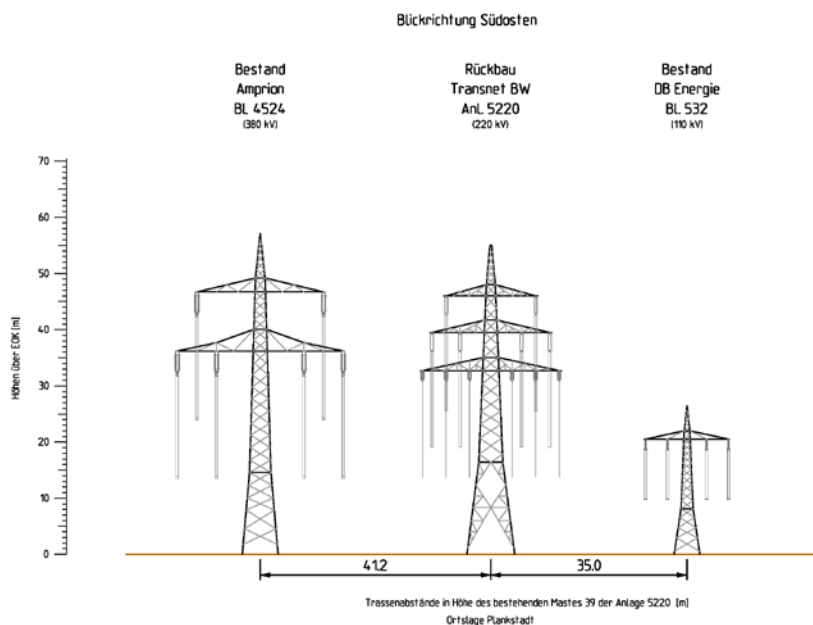 Blickrichtung Südosten
Bestand
Amprion
BL 4524
(380 kV)
Rückbau
Transnet BW
Anl. 5220
(220 kV)
Bestand
DB Energie
BL 532
(110 kV)
Höhen über EOK [m]
70
60
50
40
30
20
10
0
41.2
35.0
Trassenabstände in Höhe des bestehenden Mastes 39 der Anlage 5220 [m]
Ortslage Plankstadt